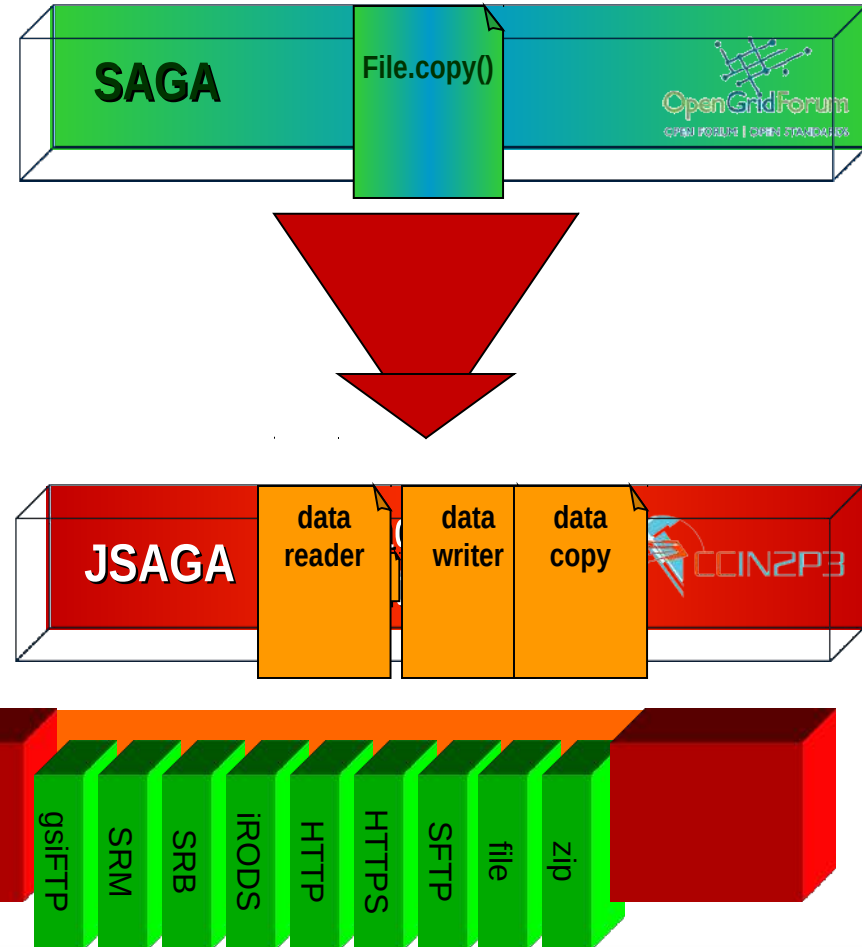 SAGA
File.copy()
OpenGridForum
OPEN FORUM | OPEN STANDARDS
JSAGA
data
reader
data
writer
data
copy
CCIN2P3
gsiFTP
SRM
SRB
iRODS
HTTP
HTTPS
SFTP
file
zip